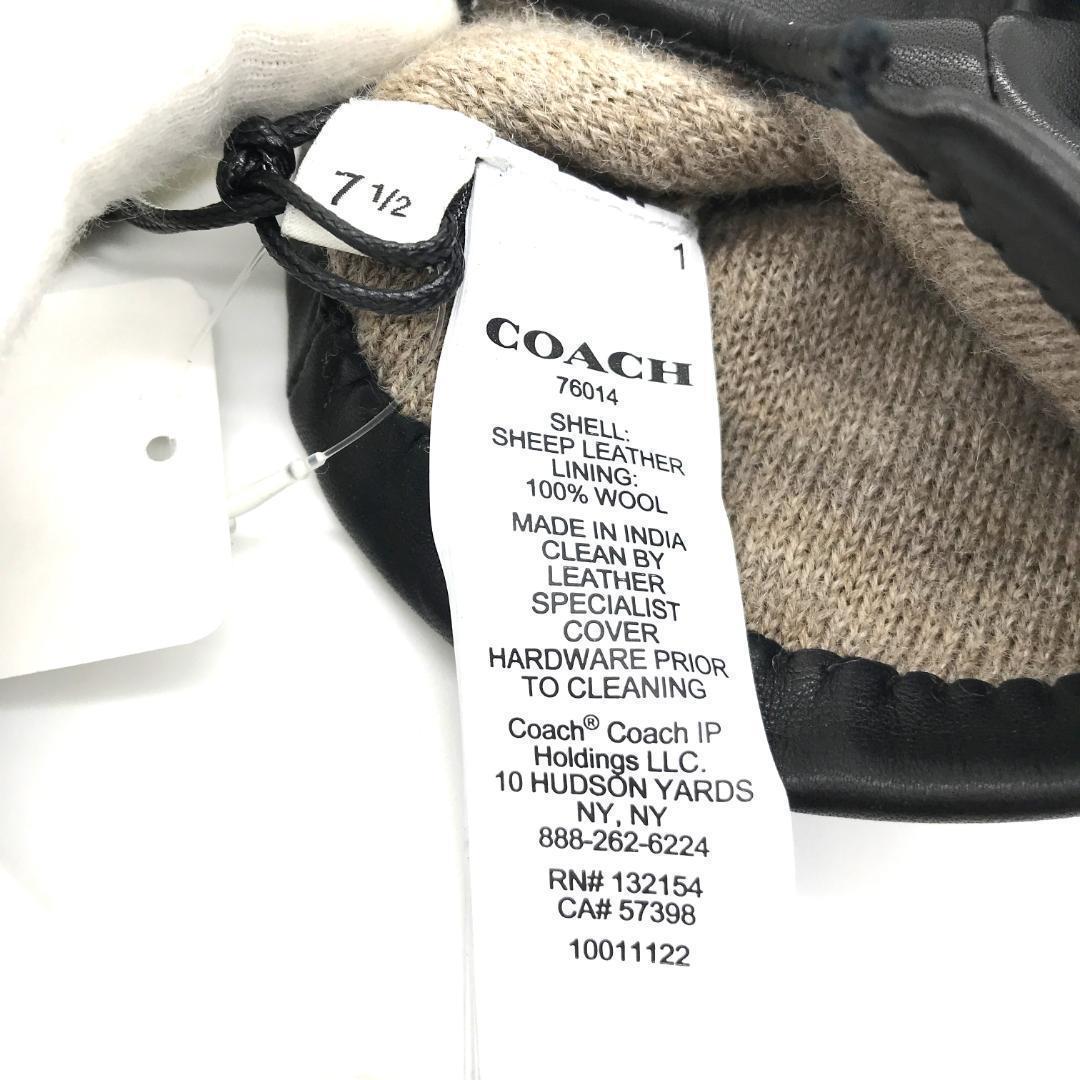 7 1/2
1
COACH
76014
SHELL:
SHEEP LEATHER
LINING:
100% WOOL
MADE IN INDIA
CLEAN BY
LEATHER
SPECIALIST
COVER
HARDWARE PRIOR
TO CLEANING
Coach® Coach IP
Holdings LLC.
10 HUDSON YARDS
NY, NY
888-262-6224
RN# 132154
CA# 57398
10011122